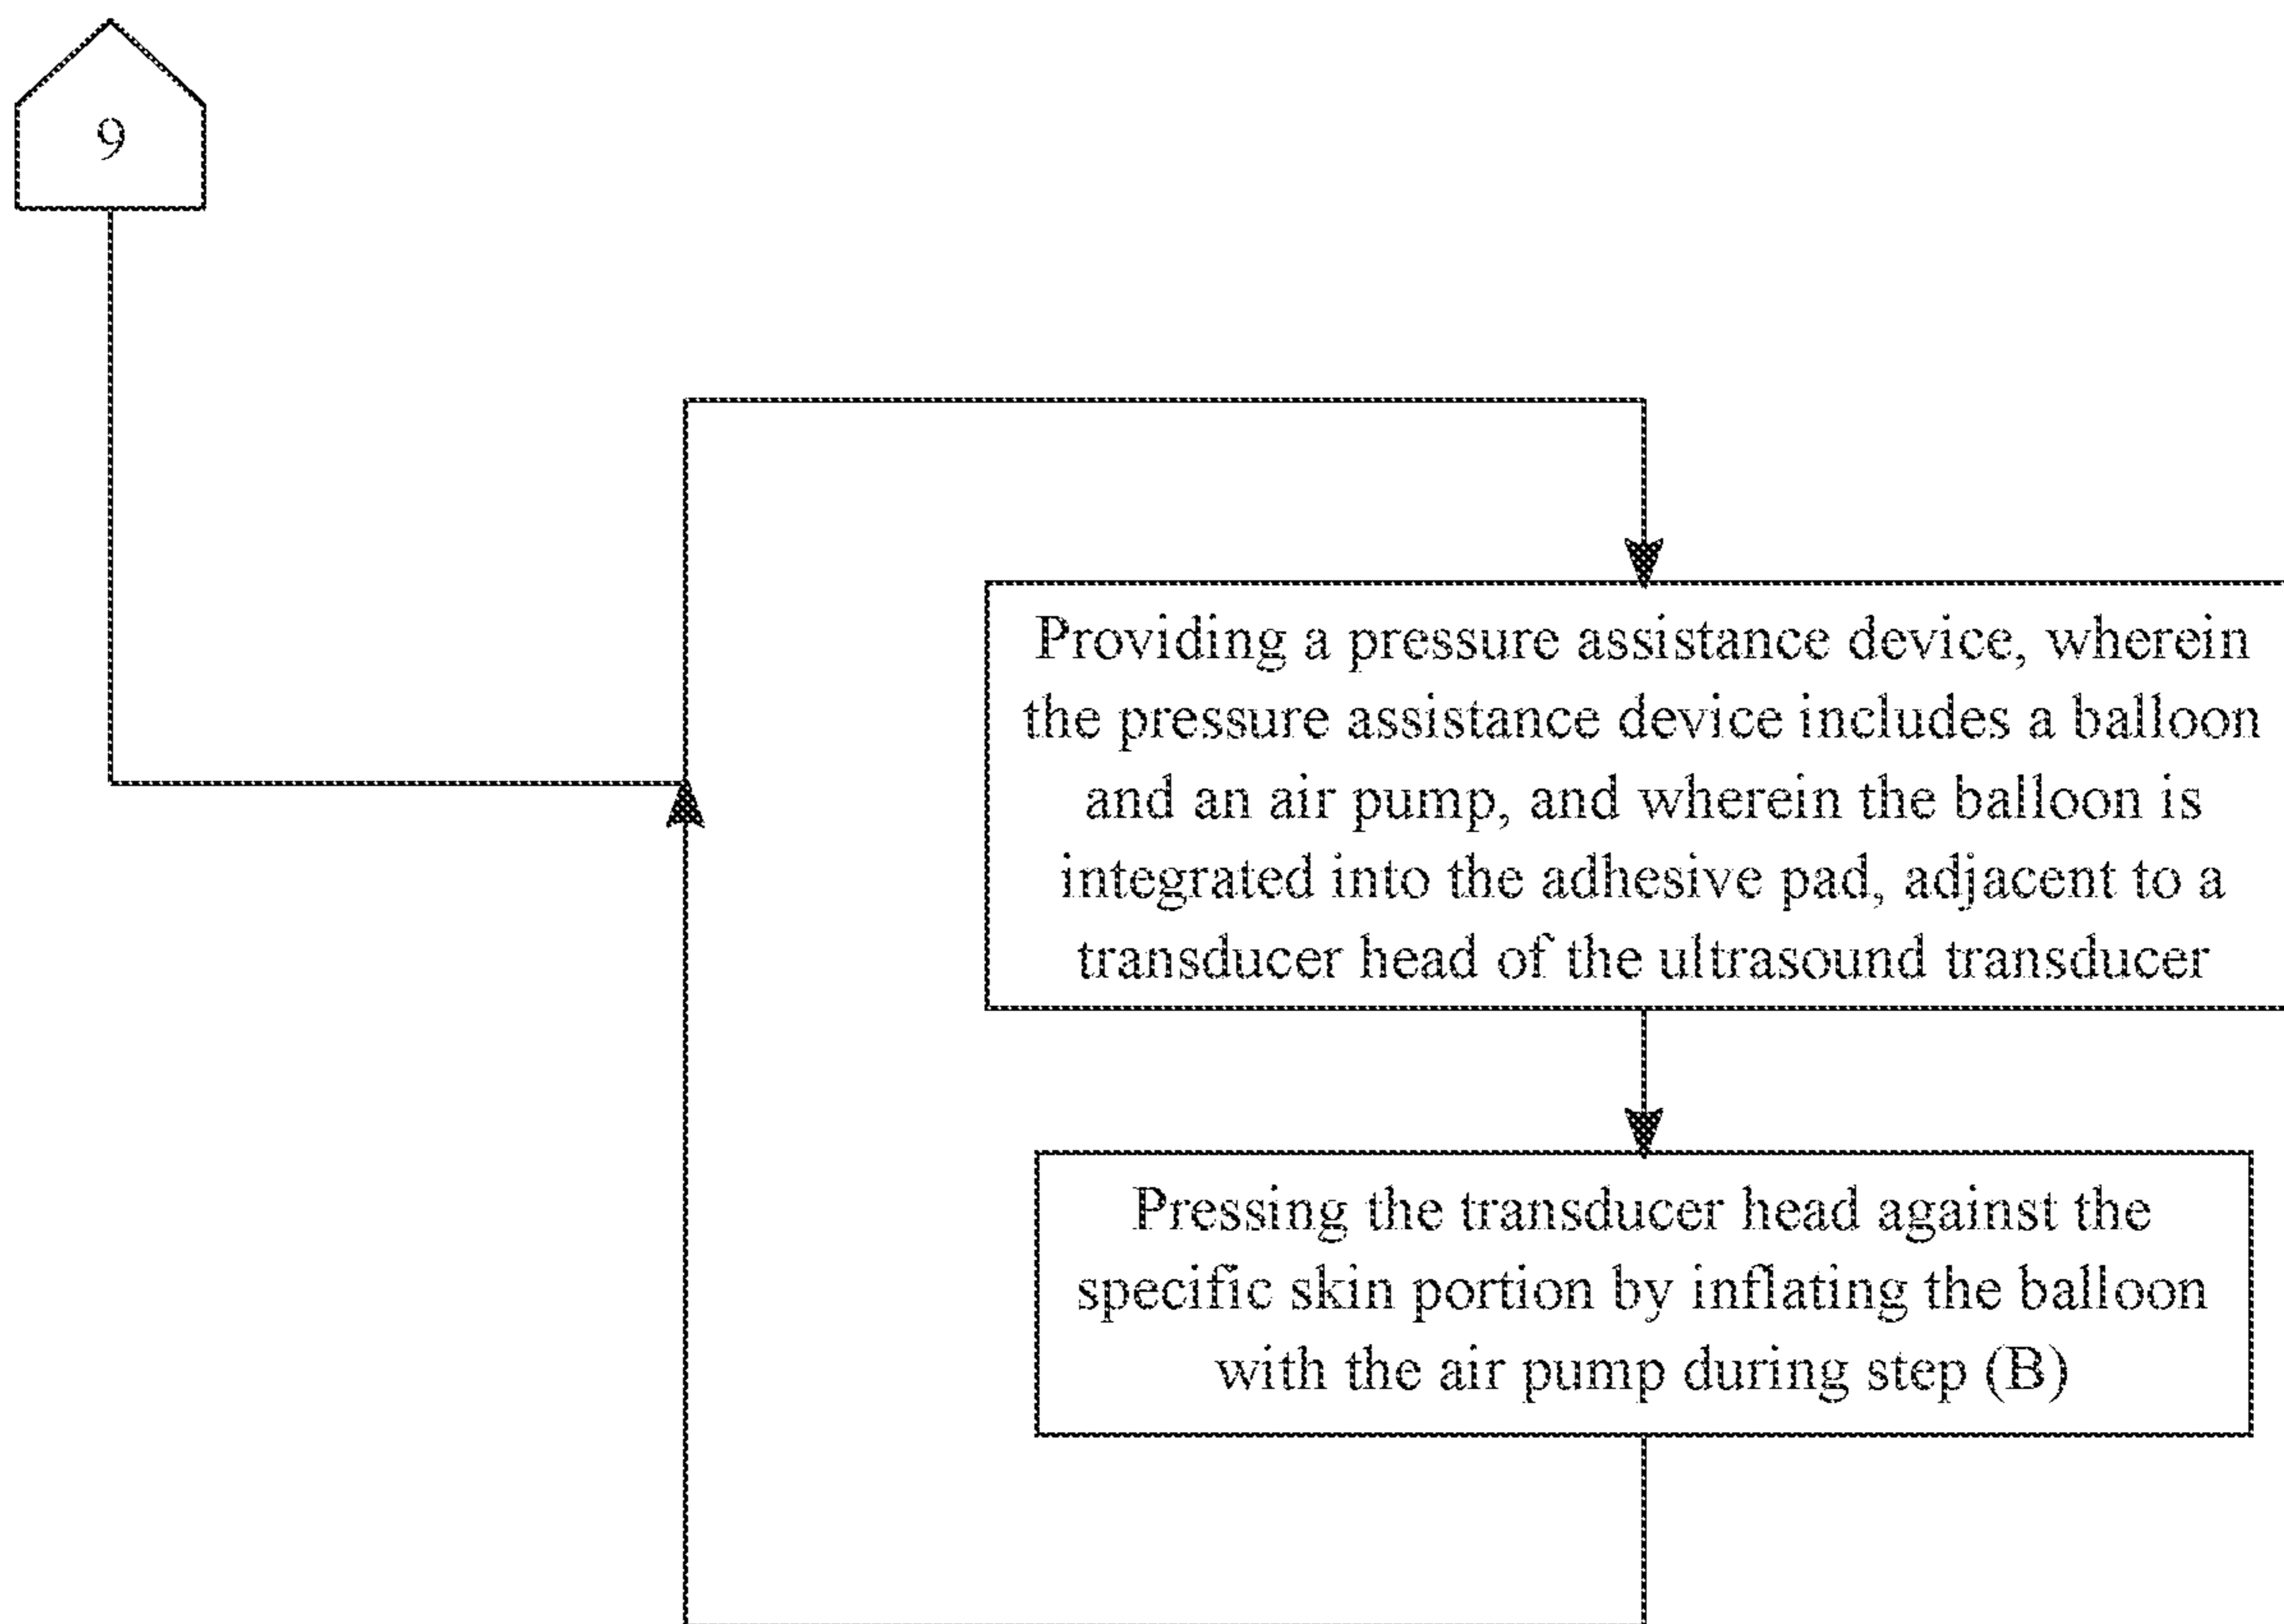 9
Providing a pressure assistance device, wherein
the pressure assistance device includes a balloon
and an air pump, and wherein the balloon is
integrated into the adhesive pad, adjacent to a
transducer head of the ultrasound transducer
Pressing the transducer head against the
specific skin portion by inflating the balloon
with the air pump during step (B)